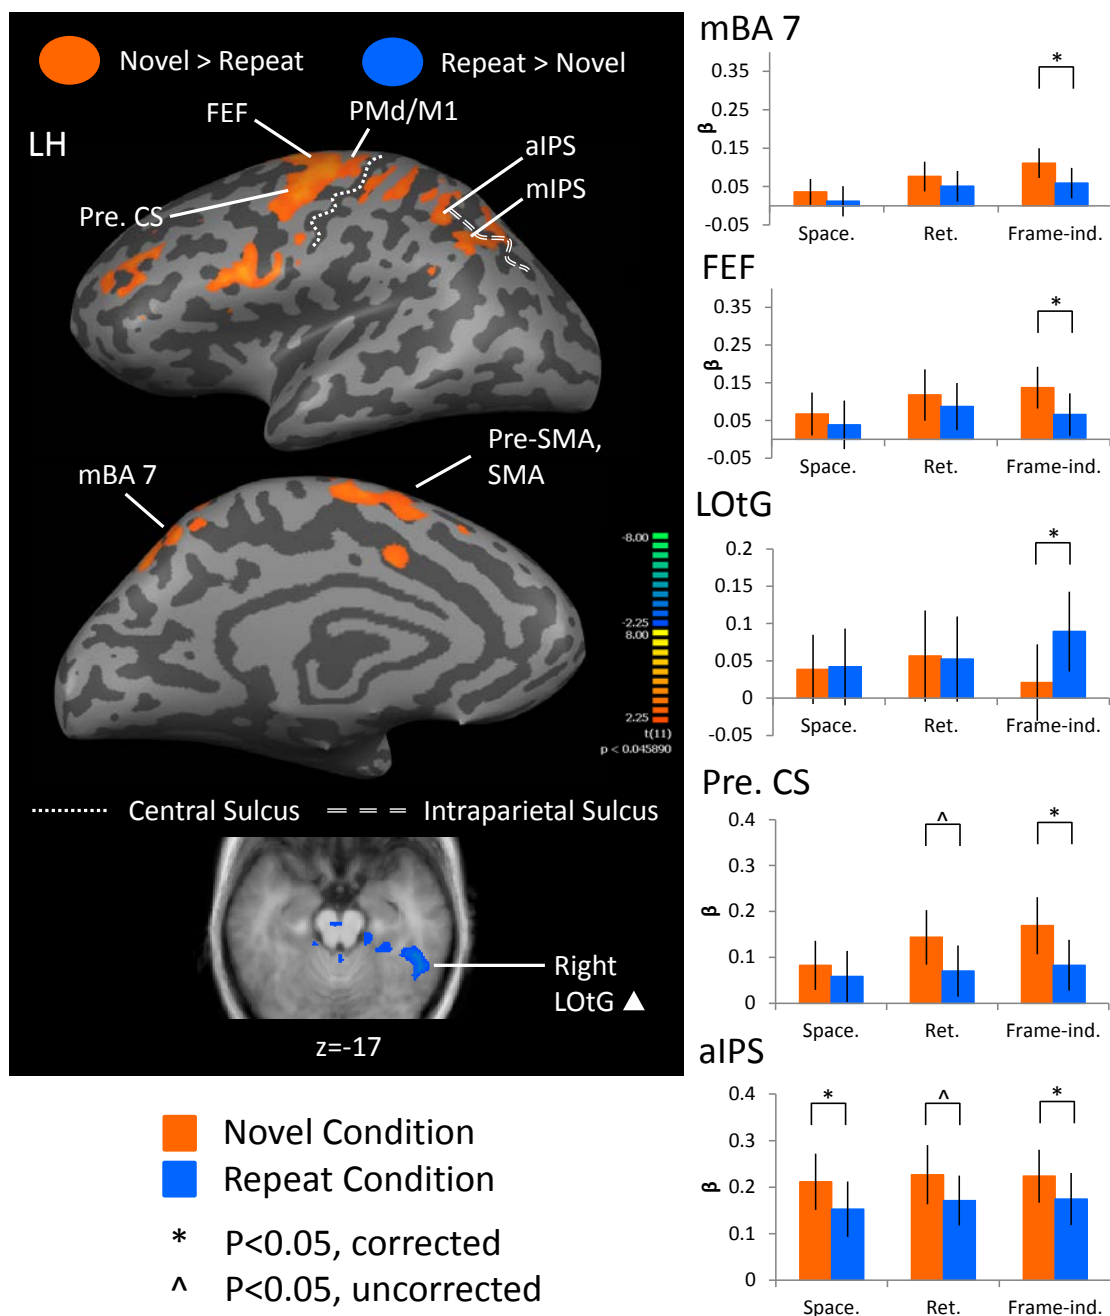 Novel > Repeat
Repeat > Novel
FEF
PMd/M1
LH
aIPS
mIPS
Pre. CS
Pre-SMA,
SMA
mBA 7
-8.00
-2.25
8.00
2.25
t(11)
p < 0.045890
Central Sulcus
Intraparietal Sulcus
Right
LOtG ▲
z=-17
Novel Condition
Repeat Condition
* P<0.05, corrected
^ P<0.05, uncorrected
mBA 7
0.35
0.25
0.15
0.05
-0.05
β
*
Space. Ret. Frame-ind.
FEF
0.35
0.25
0.15
0.05
-0.05
β
*
Space. Ret. Frame-ind.
LOtG
0.2
0.15
0.1
0.05
0
-0.05
β
*
Space. Ret. Frame-ind.
Pre. CS
0.4
0.3
0.2
0.1
0
β
^ *
Space. Ret. Frame-ind.
aIPS
0.4
0.3
0.2
0.1
0
β
* ^ *
Space. Ret. Frame-ind.